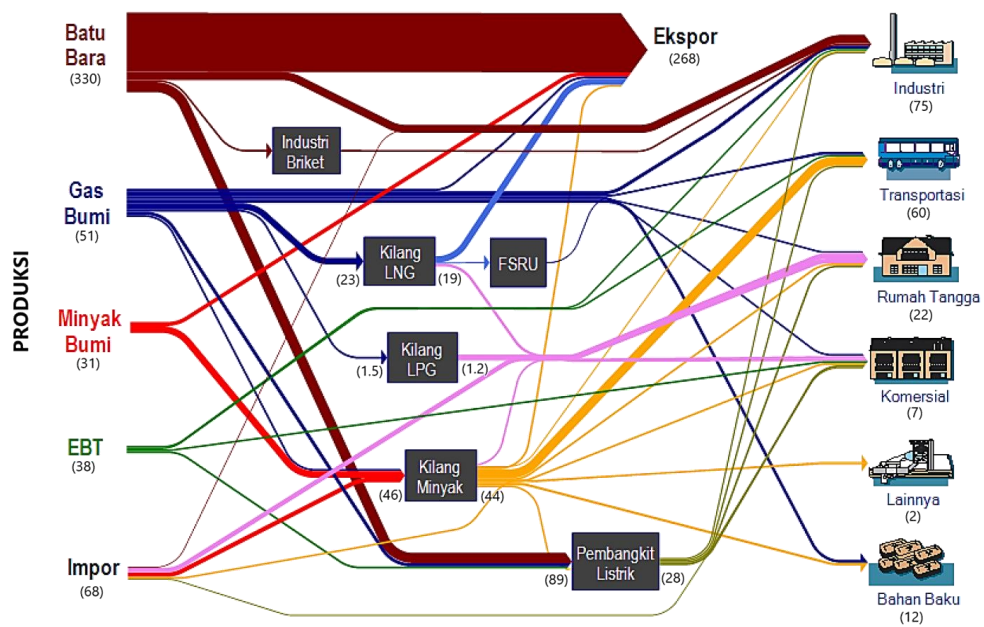 PRODUKSI
Batu
Bara
(330)
Gas
Bumi
(51)
Minyak
Bumi
(31)
EBT
(38)
Impor
(68)
Industri
Briket
Kilang
LNG
(23)
(19)
FSRU
Kilang
LPG
(1.5)
(1.2)
Kilang
Minyak
(46)
(44)
Pembangkit
Listrik
(89)
(28)
Ekspor
(268)
Industri
(75)
Transportasi
(60)
Rumah Tangga
(22)
Komersial
(7)
Lainnya
(2)
Bahan Baku
(12)